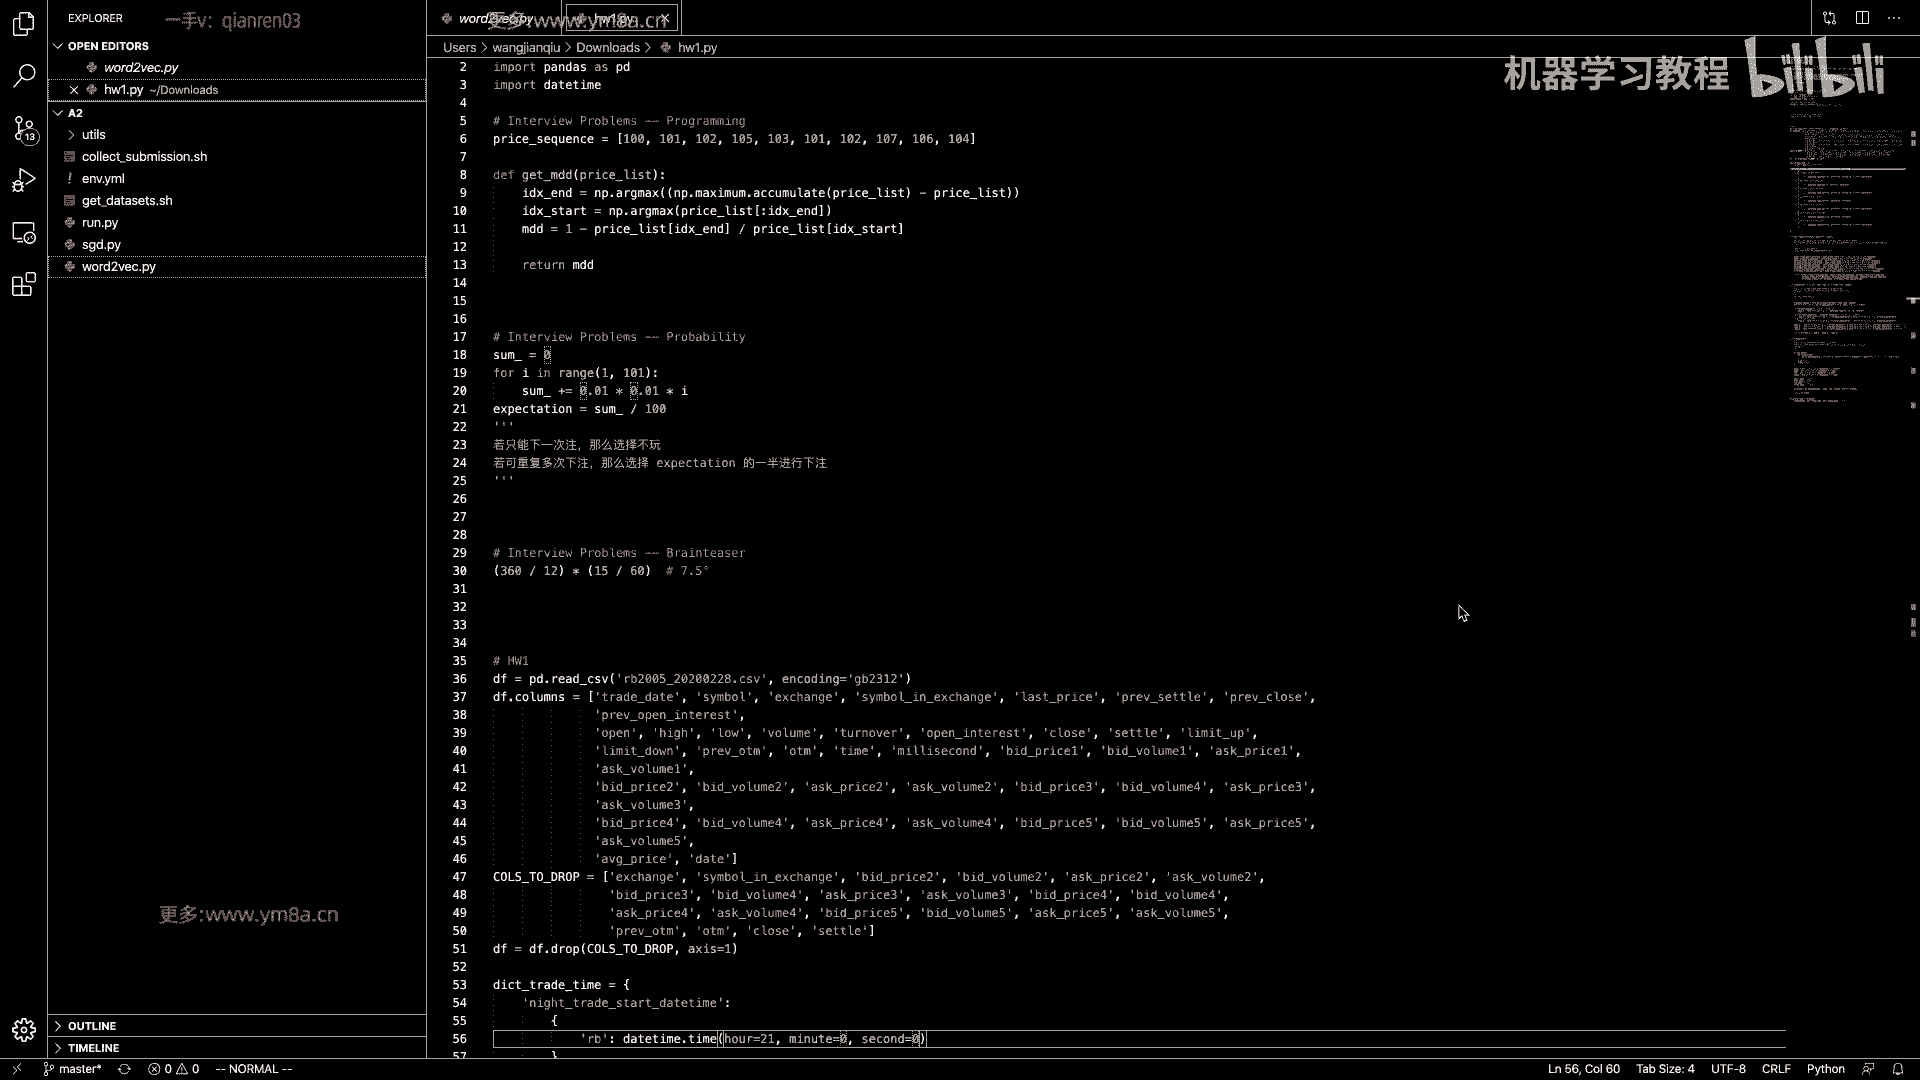 EXPLORER
一手v：qianren03
OPEN EDITORS
word2vec.py
hw1.py ~/Downloads
A2
utils
collect_submission.sh
env.yml
get_datasets.sh
run.py
sgd.py
word2vec.py
13
更多:www.ym8a.cn
OUTLINE
TIMELINE
word2vec.py
hw1.py
更多:www.ym8a.cn
Users > wangjianqiu > Downloads > hw1.py
机器学习教程 bilibili
2 import pandas as pd
3 import datetime
4
5 # Interview Problems —— Programming
6 price_sequence = [100, 101, 102, 105, 103, 101, 102, 107, 106, 104]
7
8 def get_mdd(price_list):
9 idx_end = np.argmax((np.maximum.accumulate(price_list) - price_list))
10 idx_start = np.argmax(price_list[:idx_end])
11 mdd = 1 - price_list[idx_end] / price_list[idx_start]
12
13 return mdd
14
15
16
17 # Interview Problems —— Probability
18 sum_ = 0
19 for i in range(1, 101):
20 sum_ += 0.01 * 0.01 * i
21 expectation = sum_ / 100
22 '''
23 若只能下一次注，那么选择不玩
24 若可重复多次下注，那么选择 expectation 的一半进行下注
25 '''
26
27
28
29 # Interview Problems —— Brainteaser
30 (360 / 12) * (15 / 60)  # 7.5°
31
32
33
34
35 # HW1
36 df = pd.read_csv('rb2005_20200228.csv', encoding='gb2312')
37 df.columns = ['trade_date', 'symbol', 'exchange', 'symbol_in_exchange', 'last_price', 'prev_settle', 'prev_close',
38 'prev_open_interest',
39 'open', 'high', 'low', 'volume', 'turnover', 'open_interest', 'close', 'settle', 'limit_up',
40 'limit_down', 'prev_otm', 'otm', 'time', 'millisecond', 'bid_price1', 'bid_volume1', 'ask_price1',
41 'ask_volume1',
42 'bid_price2', 'bid_volume2', 'ask_price2', 'ask_volume2', 'bid_price3', 'bid_volume4', 'ask_price3',
43 'ask_volume3',
44 'bid_price4', 'bid_volume4', 'ask_price4', 'ask_volume4', 'bid_price5', 'bid_volume5', 'ask_price5',
45 'ask_volume5',
46 'avg_price', 'date']
47 COLS_TO_DROP = ['exchange', 'symbol_in_exchange', 'bid_price2', 'bid_volume2', 'ask_price2', 'ask_volume2',
48 'bid_price3', 'bid_volume4', 'ask_price3', 'ask_volume3', 'bid_price4', 'bid_volume4',
49 'ask_price4', 'ask_volume4', 'bid_price5', 'bid_volume5', 'ask_price5', 'ask_volume5',
50 'prev_otm', 'otm', 'close', 'settle']
51 df = df.drop(COLS_TO_DROP, axis=1)
52
53 dict_trade_time = {
54 'night_trade_start_datetime':
55 {
56 'rb': datetime.time(hour=21, minute=0, second=0)
57 }
master* 0 0 -- NORMAL --
Ln 56, Col 60 Tab Size: 4 UTF-8 CRLF Python